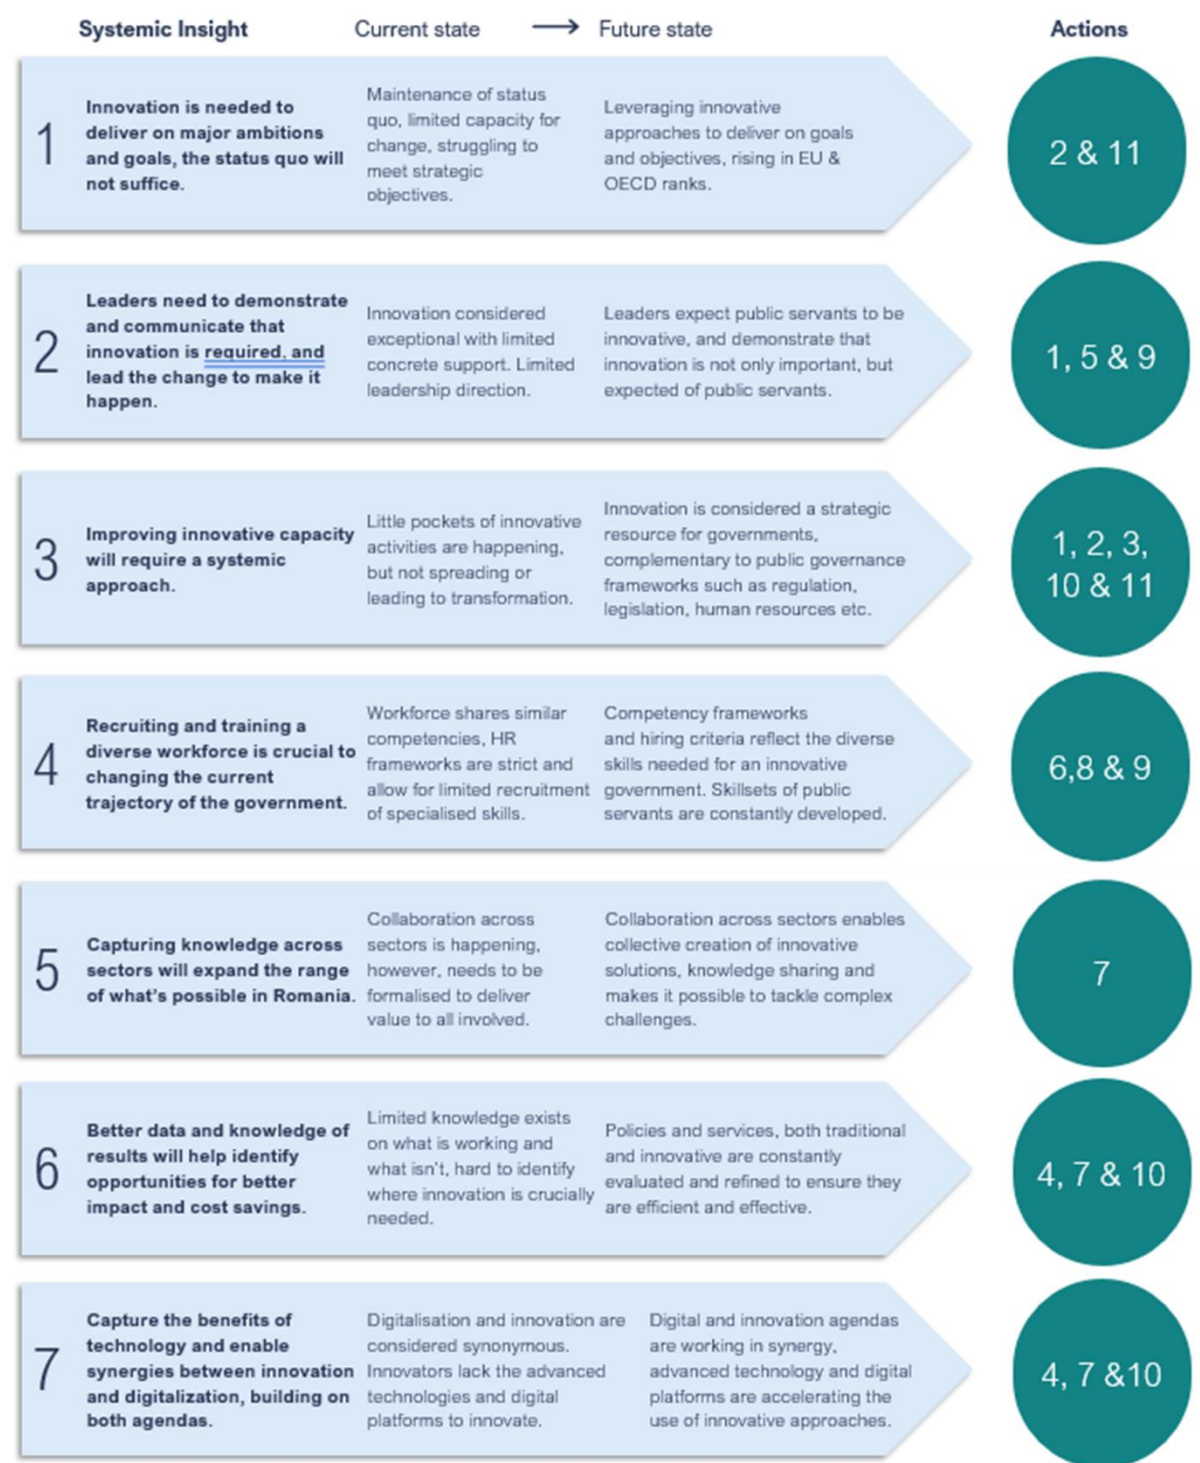 Systemic Insight
Current state
Future state
Actions
1
Innovation is needed to
deliver on major ambitions
and goals, the status quo will
not suffice.
Maintenance of status
quo, limited capacity for
change, struggling to
meet strategic
objectives.
Leveraging innovative
approaches to deliver on goals
and objectives, rising in EU &
OECD ranks.
2 & 11
2
Leaders need to demonstrate
and communicate that
innovation is required, and
lead the change to make it
happen.
Innovation considered
exceptional with limited
concrete support. Limited
leadership direction.
Leaders expect public servants to be
innovative, and demonstrate that
innovation is not only important, but
expected of public servants.
1, 5 & 9
3
Improving innovative capacity
will require a systemic
approach.
Little pockets of innovative
activities are happening,
but not spreading or
leading to transformation.
Innovation is considered a strategic
resource for governments,
complementary to public governance
frameworks such as regulation,
legislation, human resources etc.
1, 2, 3,
10 & 11
4
Recruiting and training a
diverse workforce is crucial to
changing the current
trajectory of the government.
Workforce shares similar
competencies, HR
frameworks are strict and
allow for limited recruitment
of specialised skills.
Competency frameworks
and hiring criteria reflect the diverse
skills needed for an innovative
government. Skillsets of public
servants are constantly developed.
6,8 & 9
5
Capturing knowledge across
sectors will expand the range
of what's possible in Romania.
Collaboration across
sectors is happening,
however, needs to be
formalised to deliver
value to all involved.
Collaboration across sectors enables
collective creation of innovative
solutions, knowledge sharing and
makes it possible to tackle complex
challenges.
7
6
Better data and knowledge of
results will help identify
opportunities for better
impact and cost savings.
Limited knowledge exists
on what is working and
what isn't, hard to identify
where innovation is crucially
needed.
Policies and services, both traditional
and innovative are constantly
evaluated and refined to ensure they
are efficient and effective.
4, 7 & 10
7
Capture the benefits of
technology and enable
synergies between innovation
and digitalization, building on
both agendas.
Digitalisation and innovation are
considered synonymous.
Innovators lack the advanced
technologies and digital
platforms to innovate.
Digital and innovation agendas
are working in synergy,
advanced technology and digital
platforms are accelerating the
use of innovative approaches.
4, 7 &10